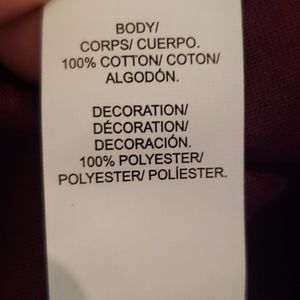 BODY/
CORPS/ CUERPO.
100% COTTON/ COTON/
ALGODÓN.
DECORATION/
DÉCORATION/
DECORACIÓN.
100% POLYESTER/
POLYESTER/ POLÍESTER.